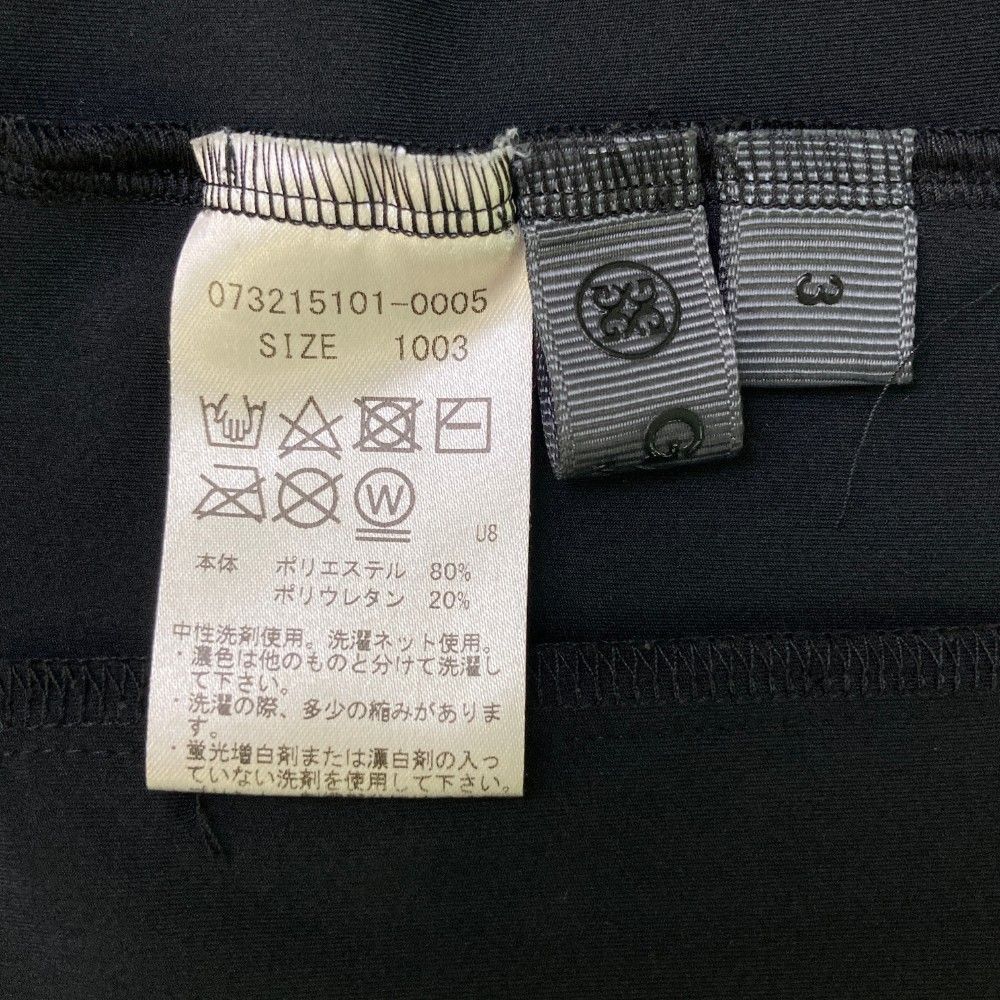 073215101-0005
SIZE 1003
W
U8
本体 ポリエステル 80%
ポリウレタン 20%
中性洗剤使用。洗濯ネット使用。
・濃色は他のものと分けて洗濯し
て下さい。
・洗濯の際、多少の縮みがありま
す。
・蛍光増白剤または漂白剤の入っ
ていない洗剤を使用して下さい。
G
3